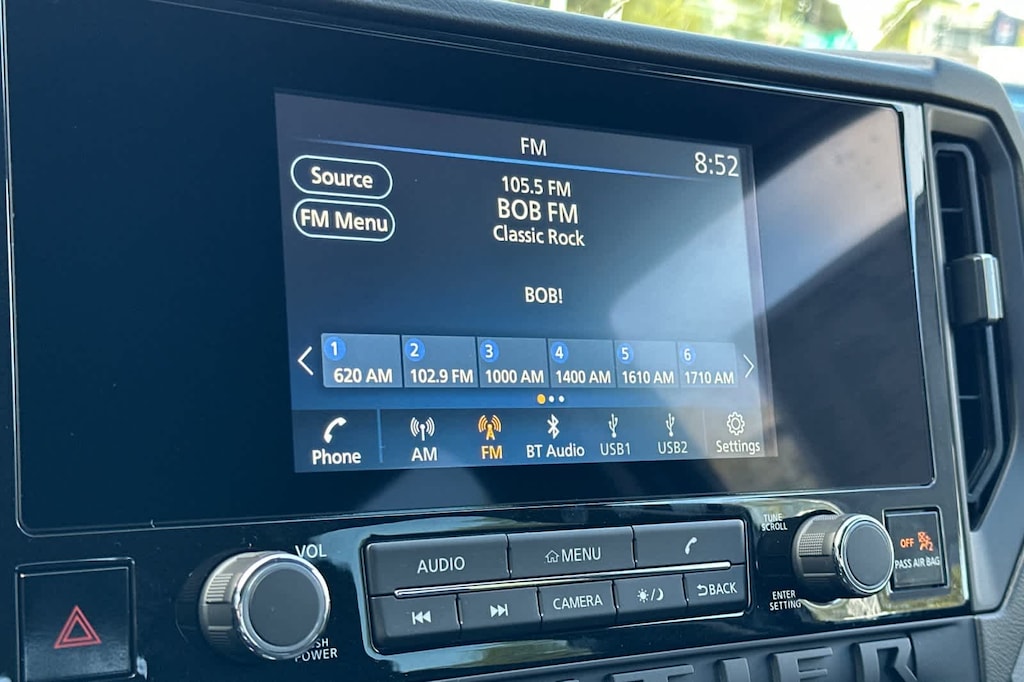 FM
8:52
Source
105.5 FM
FM Menu
BOB FM
Classic Rock
BOB!
1 2 3 4 5 6
620 AM 102.9 FM 1000 AM 1400 AM 1610 AM 1710 AM
Phone AM FM BT Audio USB1 USB2 Settings
VOL
AUDIO
MENU
TUNE
SCROLL
OFF
2
PASS AIR BAG
CAMERA
BACK
ENTER
SETTING
POWER